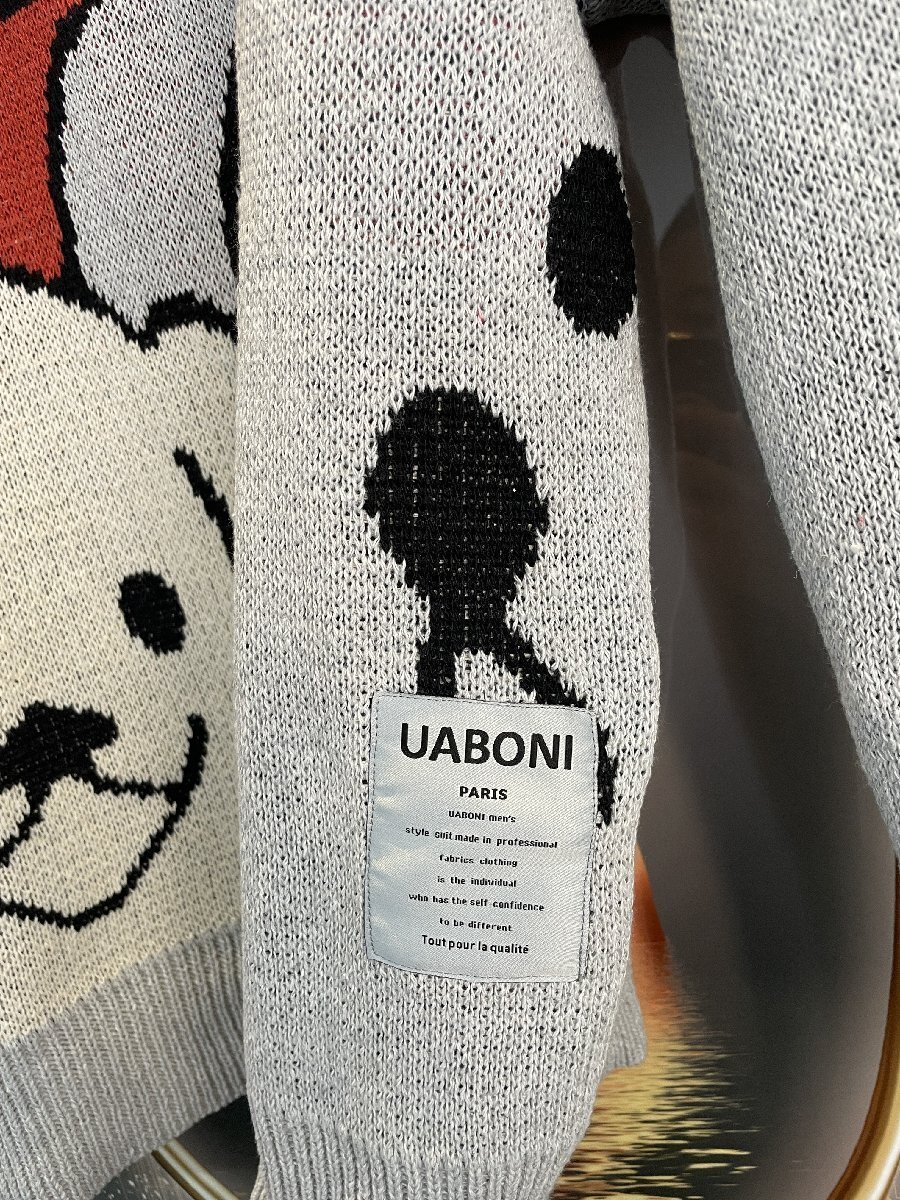 UABONI
PARIS
UABONI men's
style suit.made in professional
fabrics clothing
is the individual
who has the self-confidence
to be different
Tout pour la qualité